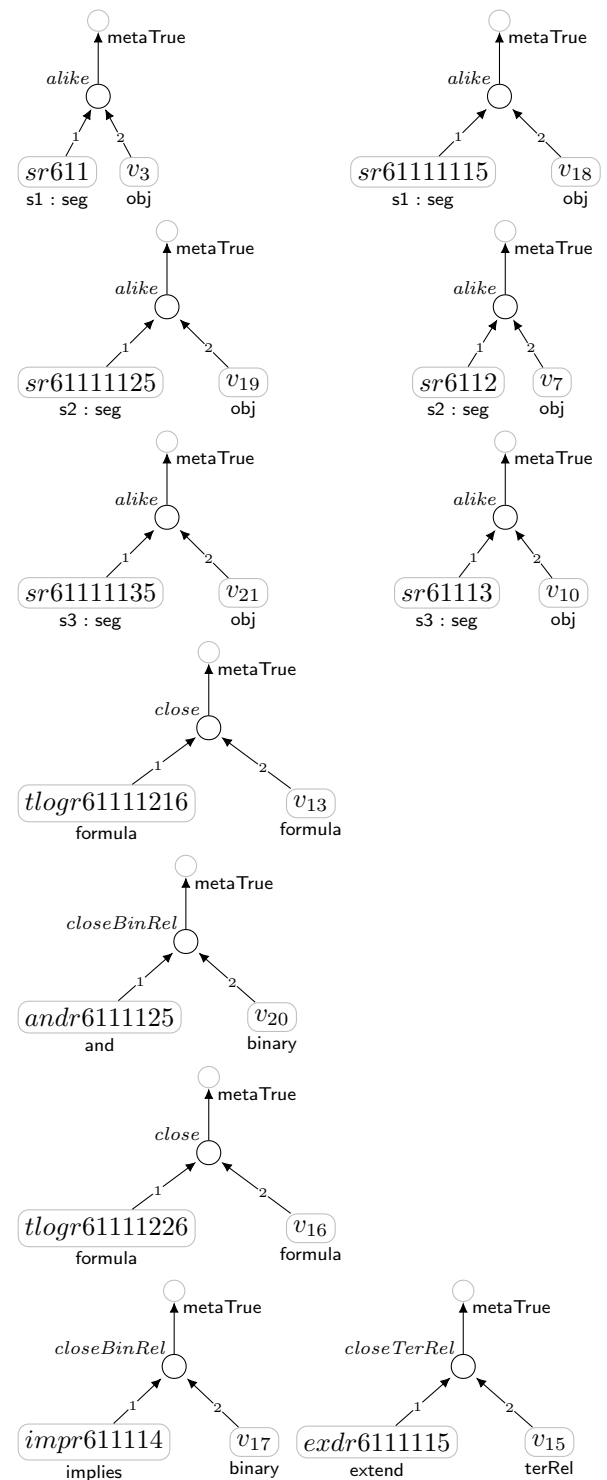 metaTrue metaTrue
alike alike
1 2 1 2
sr611 v3 sr61111115 v18
s1 : seg obj s1 : seg obj
metaTrue metaTrue
alike alike
1 2 1 2
sr61111125 v19 sr6112 v7
s2 : seg obj s2 : seg obj
metaTrue metaTrue
alike alike
1 2 1 2
sr61111135 v21 sr61113 v10
s3 : seg obj s3 : seg obj
metaTrue
close
1 2
tlogr61111216 v13
formula formula
metaTrue
closeBinRel
1 2
andr6111125 v20
and binary
metaTrue
close
1 2
tlogr61111226 v16
formula formula
metaTrue metaTrue
closeBinRel closeTerRel
1 2 1 2
impr611114 v17 exdr6111115 v15
implies binary extend terRel